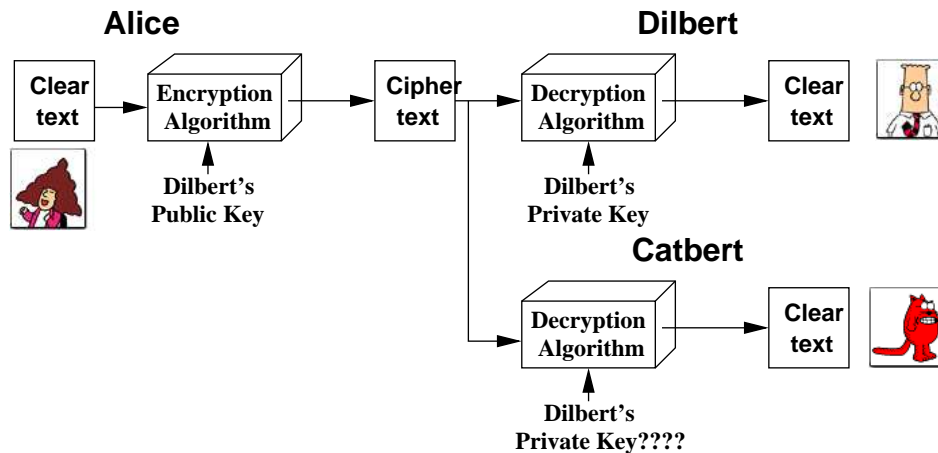 Alice
Dilbert
Clear
text
Encryption
Algorithm
Cipher
text
Decryption
Algorithm
Clear
text
Dilbert's
Public Key
Dilbert's
Private Key
Catbert
Decryption
Algorithm
Clear
text
Dilbert's
Private Key????